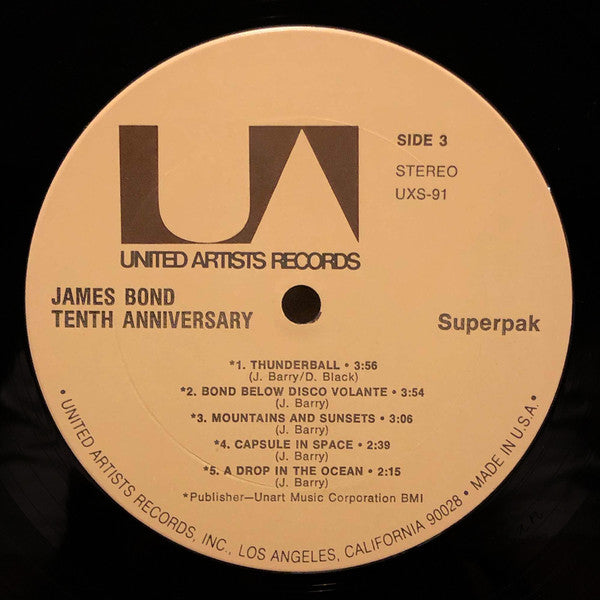 UA
UNITED ARTISTS RECORDS
SIDE 3
STEREO
UXS-91
JAMES BOND
TENTH ANNIVERSARY
Superpak
*1. THUNDERBALL • 3:56
(J. Barry/D. Black)
*2. BOND BELOW DISCO VOLANTE • 3:54
(J. Barry)
*3. MOUNTAINS AND SUNSETS • 3:06
(J. Barry)
*4. CAPSULE IN SPACE • 2:39
(J. Barry)
*5. A DROP IN THE OCEAN • 2:15
(J. Barry)
*Publisher—Unart Music Corporation BMI
• UNITED ARTISTS RECORDS, INC., LOS ANGELES, CALIFORNIA 90028 • MADE IN U.S.A. •